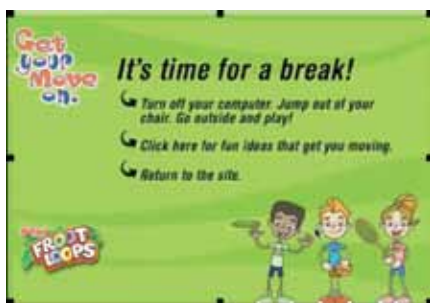 Get
your
Move
on.
It's time for a break!
Turn off your computer. Jump out of your
chair. Go outside and play!
Click here for fun ideas that get you moving.
Return to the site.
FROOT
LOOPS